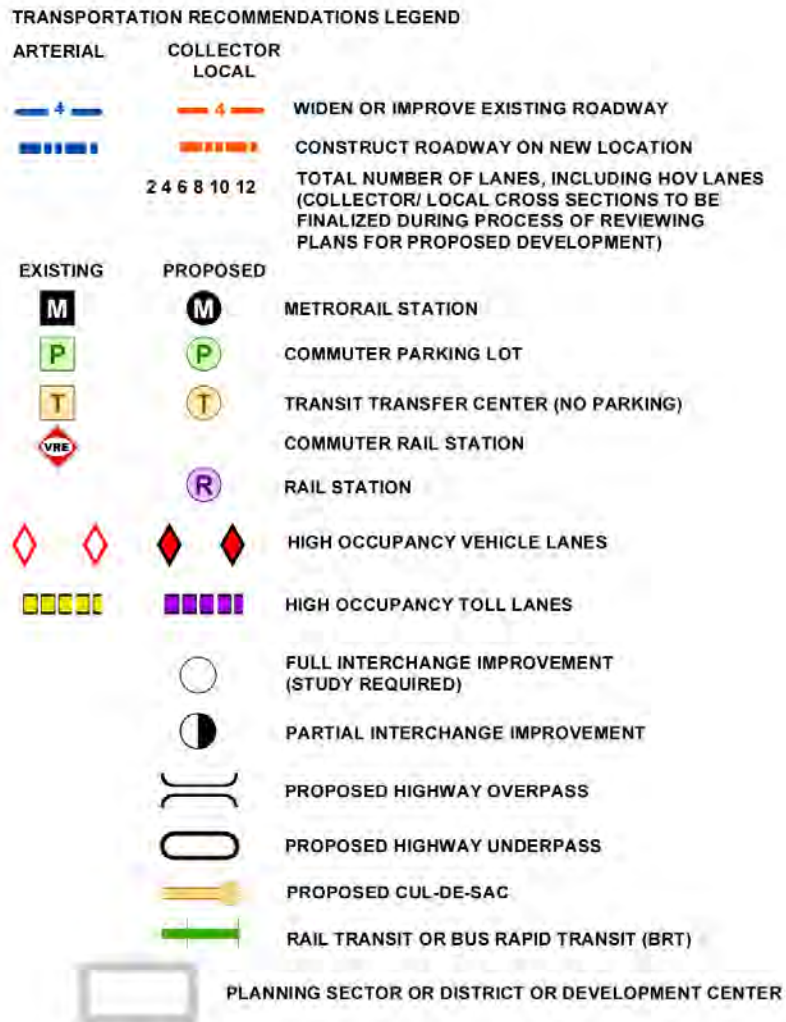 TRANSPORTATION RECOMMENDATIONS LEGEND
ARTERIAL
COLLECTOR
LOCAL
4 4 WIDEN OR IMPROVE EXISTING ROADWAY
CONSTRUCT ROADWAY ON NEW LOCATION
2 4 6 8 10 12 TOTAL NUMBER OF LANES, INCLUDING HOV LANES
(COLLECTOR/ LOCAL CROSS SECTIONS TO BE
FINALIZED DURING PROCESS OF REVIEWING
PLANS FOR PROPOSED DEVELOPMENT)
EXISTING PROPOSED
M M METRORAIL STATION
P P COMMUTER PARKING LOT
T T TRANSIT TRANSFER CENTER (NO PARKING)
VRE COMMUTER RAIL STATION
R RAIL STATION
HIGH OCCUPANCY VEHICLE LANES
HIGH OCCUPANCY TOLL LANES
FULL INTERCHANGE IMPROVEMENT
(STUDY REQUIRED)
PARTIAL INTERCHANGE IMPROVEMENT
PROPOSED HIGHWAY OVERPASS
PROPOSED HIGHWAY UNDERPASS
PROPOSED CUL-DE-SAC
RAIL TRANSIT OR BUS RAPID TRANSIT (BRT)
PLANNING SECTOR OR DISTRICT OR DEVELOPMENT CENTER